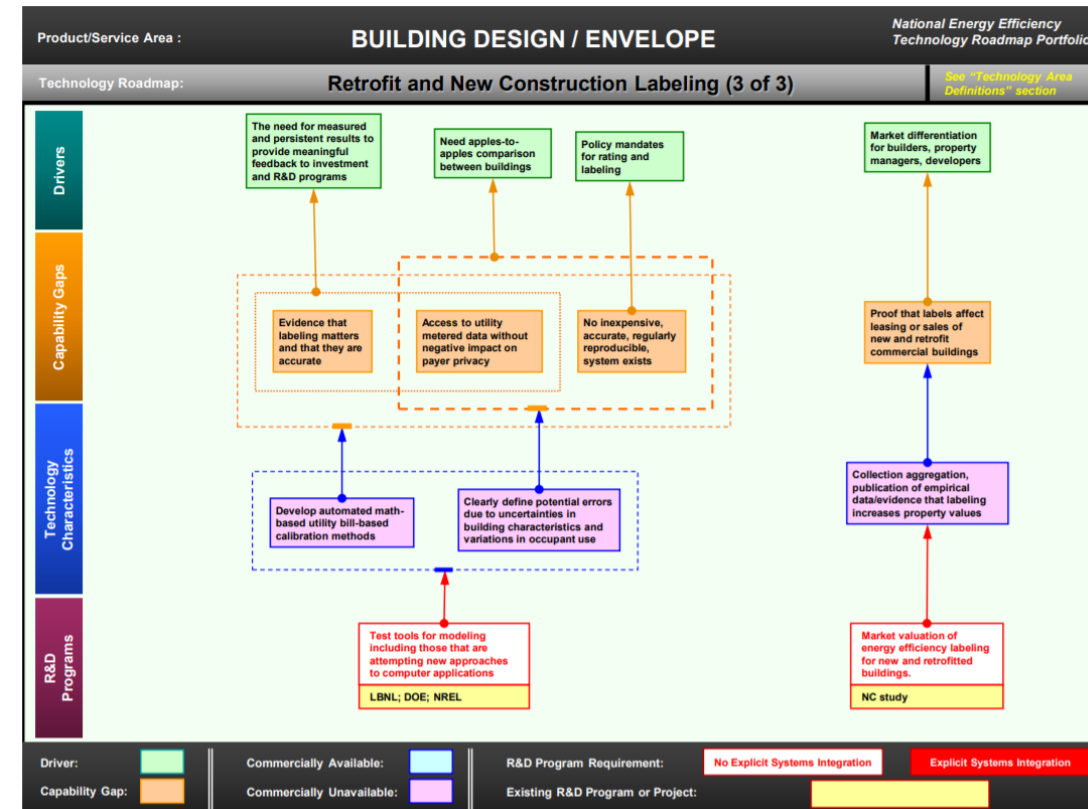 Product/Service Area :
BUILDING DESIGN / ENVELOPE
National Energy Efficiency
Technology Roadmap Portfolio
Technology Roadmap:
Retrofit and New Construction Labeling (3 of 3)
See "Technology Area
Definitions" section
Drivers
The need for measured
and persistent results to
provide meaningful
feedback to investment
and R&D programs
Need apples-to-
apples comparison
between buildings
Policy mandates
for rating and
labeling
Market differentiation
for builders, property
managers, developers
Capability Gaps
Evidence that
labeling matters
and that they are
accurate
Access to utility
metered data without
negative impact on
payer privacy
No inexpensive,
accurate, regularly
reproducible,
system exists
Proof that labels affect
leasing or sales of
new and retrofit
commercial buildings
Technology
Characteristics
Develop automated math-
based utility bill-based
calibration methods
Clearly define potential errors
due to uncertainties in
building characteristics and
variations in occupant use
Collection aggregation,
publication of empirical
data/evidence that labeling
increases property values
R&D
Programs
Test tools for modeling
including those that are
attempting new approaches
to computer applications
LBNL; DOE; NREL
Market valuation of
energy efficiency labeling
for new and retrofitted
buildings.
NC study
Driver:
Capability Gap:
Commercially Available:
Commercially Unavailable:
R&D Program Requirement:
No Explicit Systems Integration
Explicit Systems Integration
Existing R&D Program or Project: